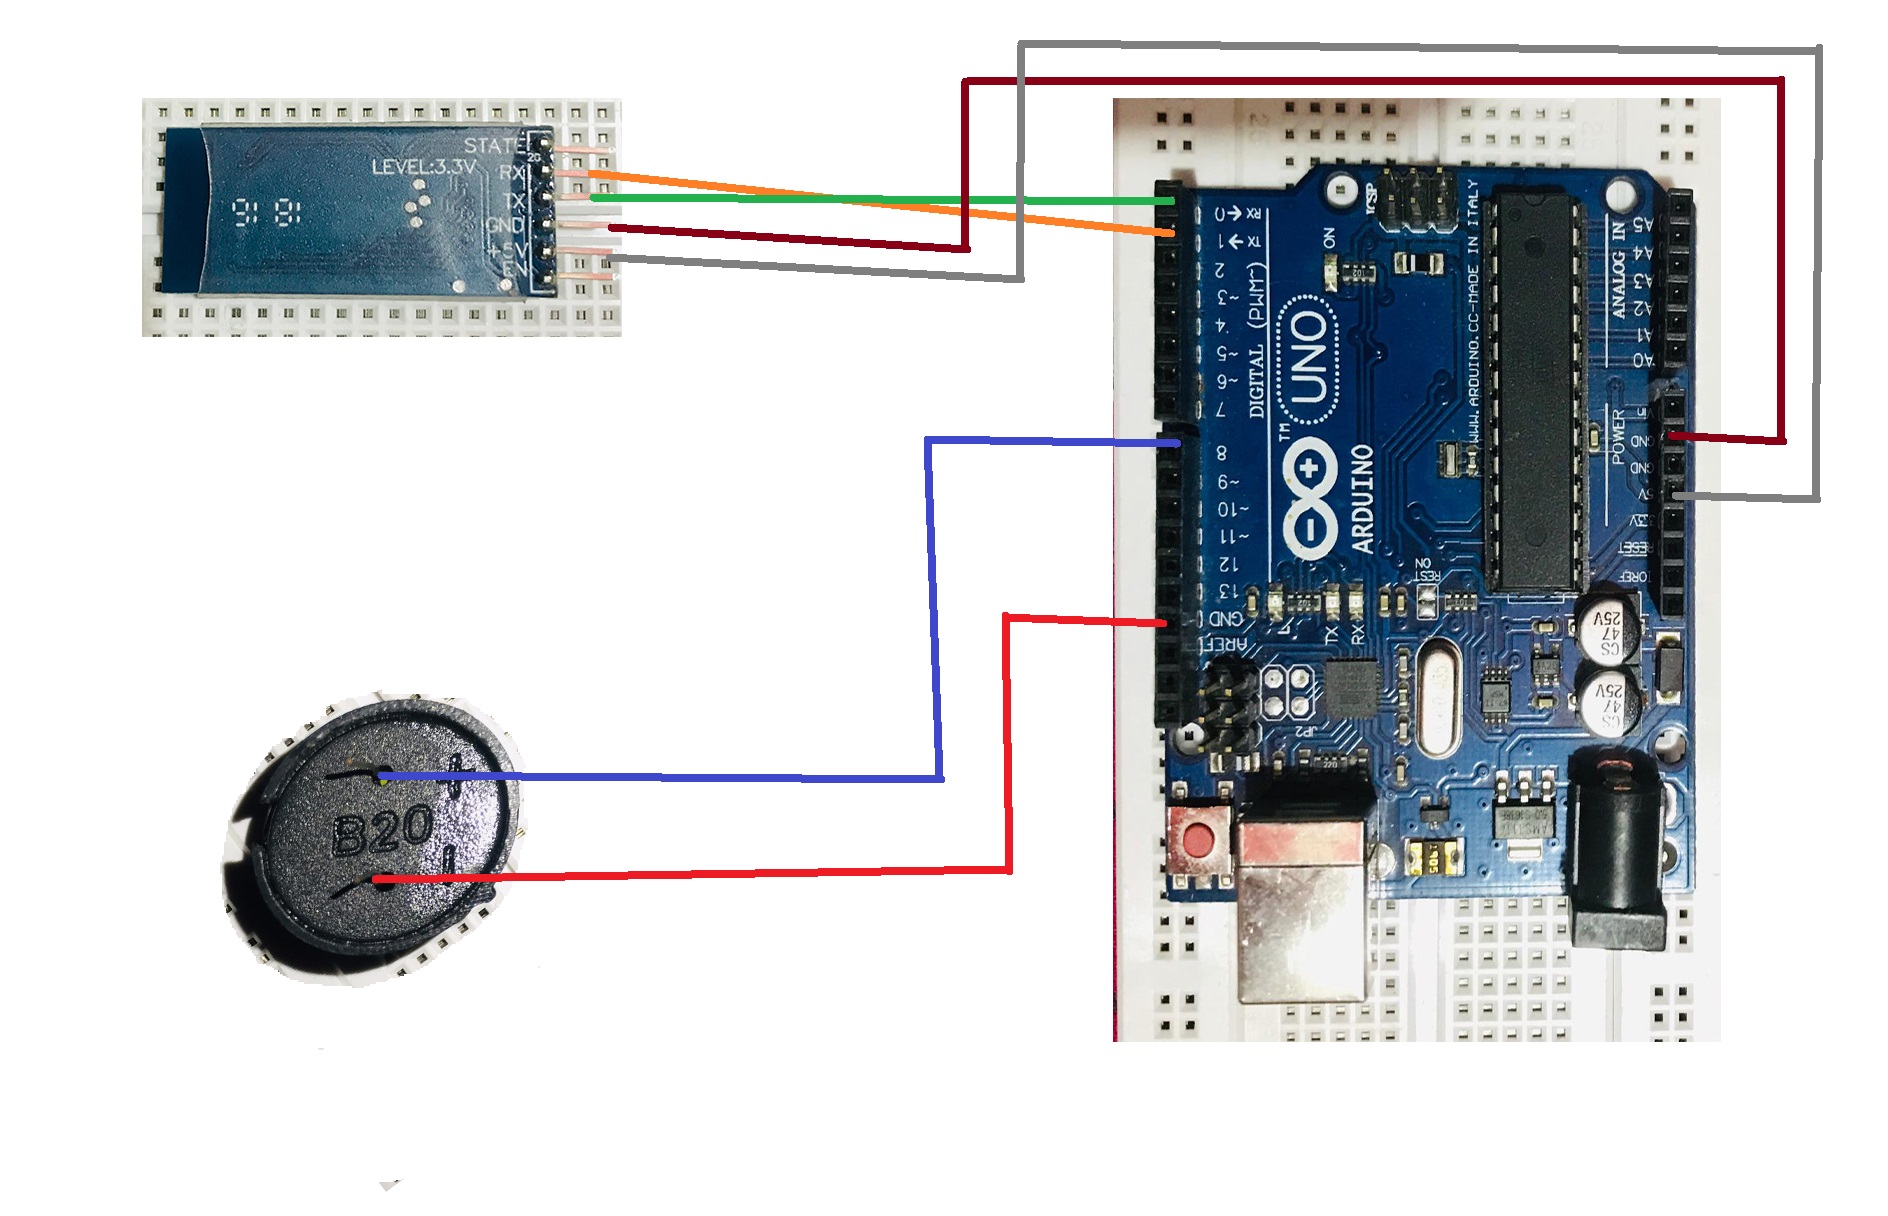 STATE
LEVEL:3.3V
RX
TX
GND
+5V
EN
ICSP
WWW.ARDUINO.CC-MADE IN ITALY
RX→0
TX→1
2
~3
4
~5
~6
7
8
~9
~10
~11
12
13
GND
AREF
DIGITAL (PWM~)
ON
UNO
TM
ARDUINO
ANALOG IN
A5
A4
A3
A2
A1
A0
POWER
Vin
GND
GND
5V
3.3V
RESET
IOREF
ON
REST
L
TX
RX
JP2
220
CS
47
25V
CS
47
25V
B20
+